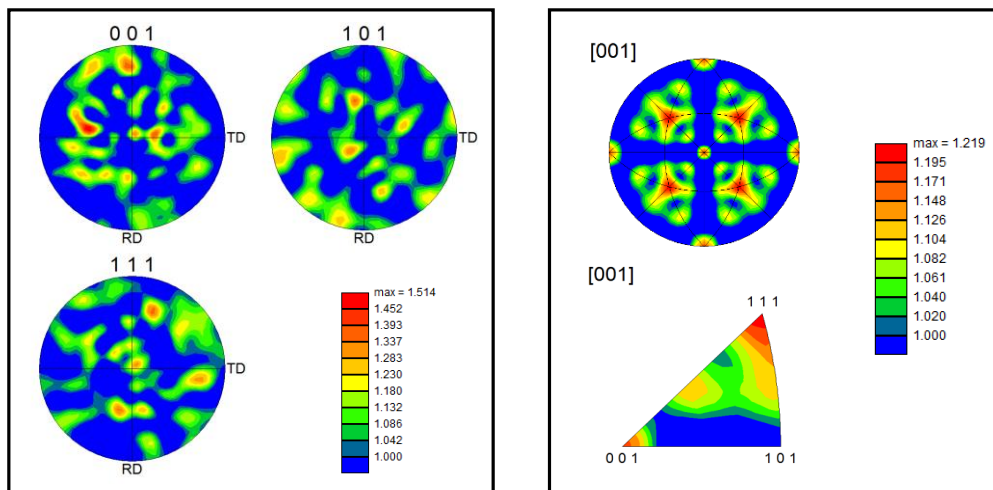 0 0 1
TD
RD
1 0 1
TD
RD
1 1 1
TD
RD
max = 1.514
1.452
1.393
1.337
1.283
1.230
1.180
1.132
1.086
1.042
1.000
[001]
max = 1.219
1.195
1.171
1.148
1.126
1.104
1.082
1.061
1.040
1.020
1.000
[001]
1 1 1
0 0 1
1 0 1